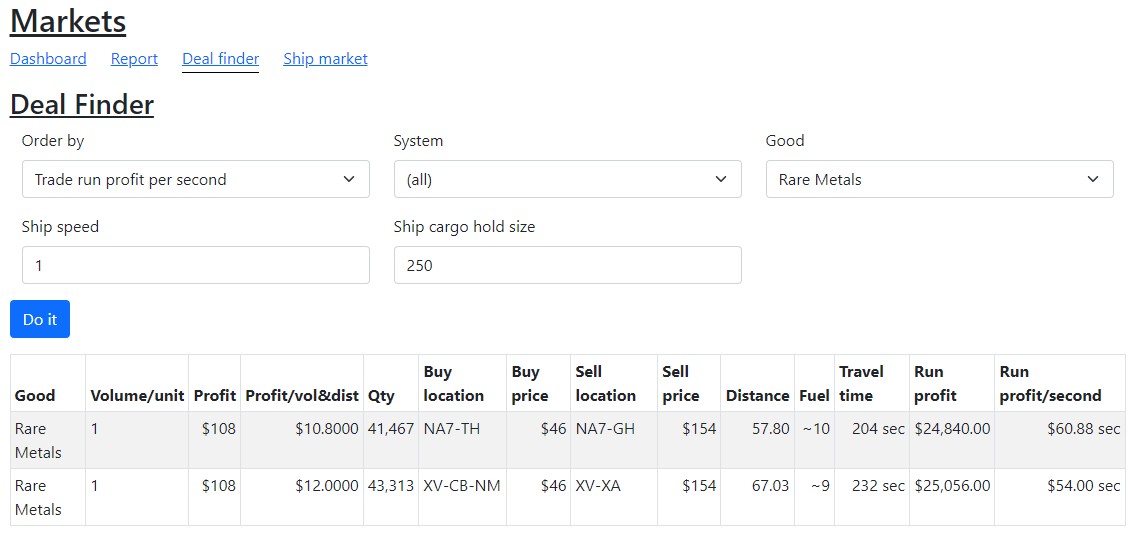 Markets
Dashboard Report Deal finder Ship market
Deal Finder
Order by System Good
Trade run profit per second (all) Rare Metals
Ship speed Ship cargo hold size
1 250
Do it
Good Volume/unit Profit Profit/vol&dist Qty Buy location Buy price Sell location Sell price Distance Fuel Travel time Run profit Run profit/second
Rare Metals 1 $108 $10.8000 41,467 NA7-TH $46 NA7-GH $154 57.80 ~10 204 sec $24,840.00 $60.88 sec
Rare Metals 1 $108 $12.0000 43,313 XV-CB-NM $46 XV-XA $154 67.03 ~9 232 sec $25,056.00 $54.00 sec